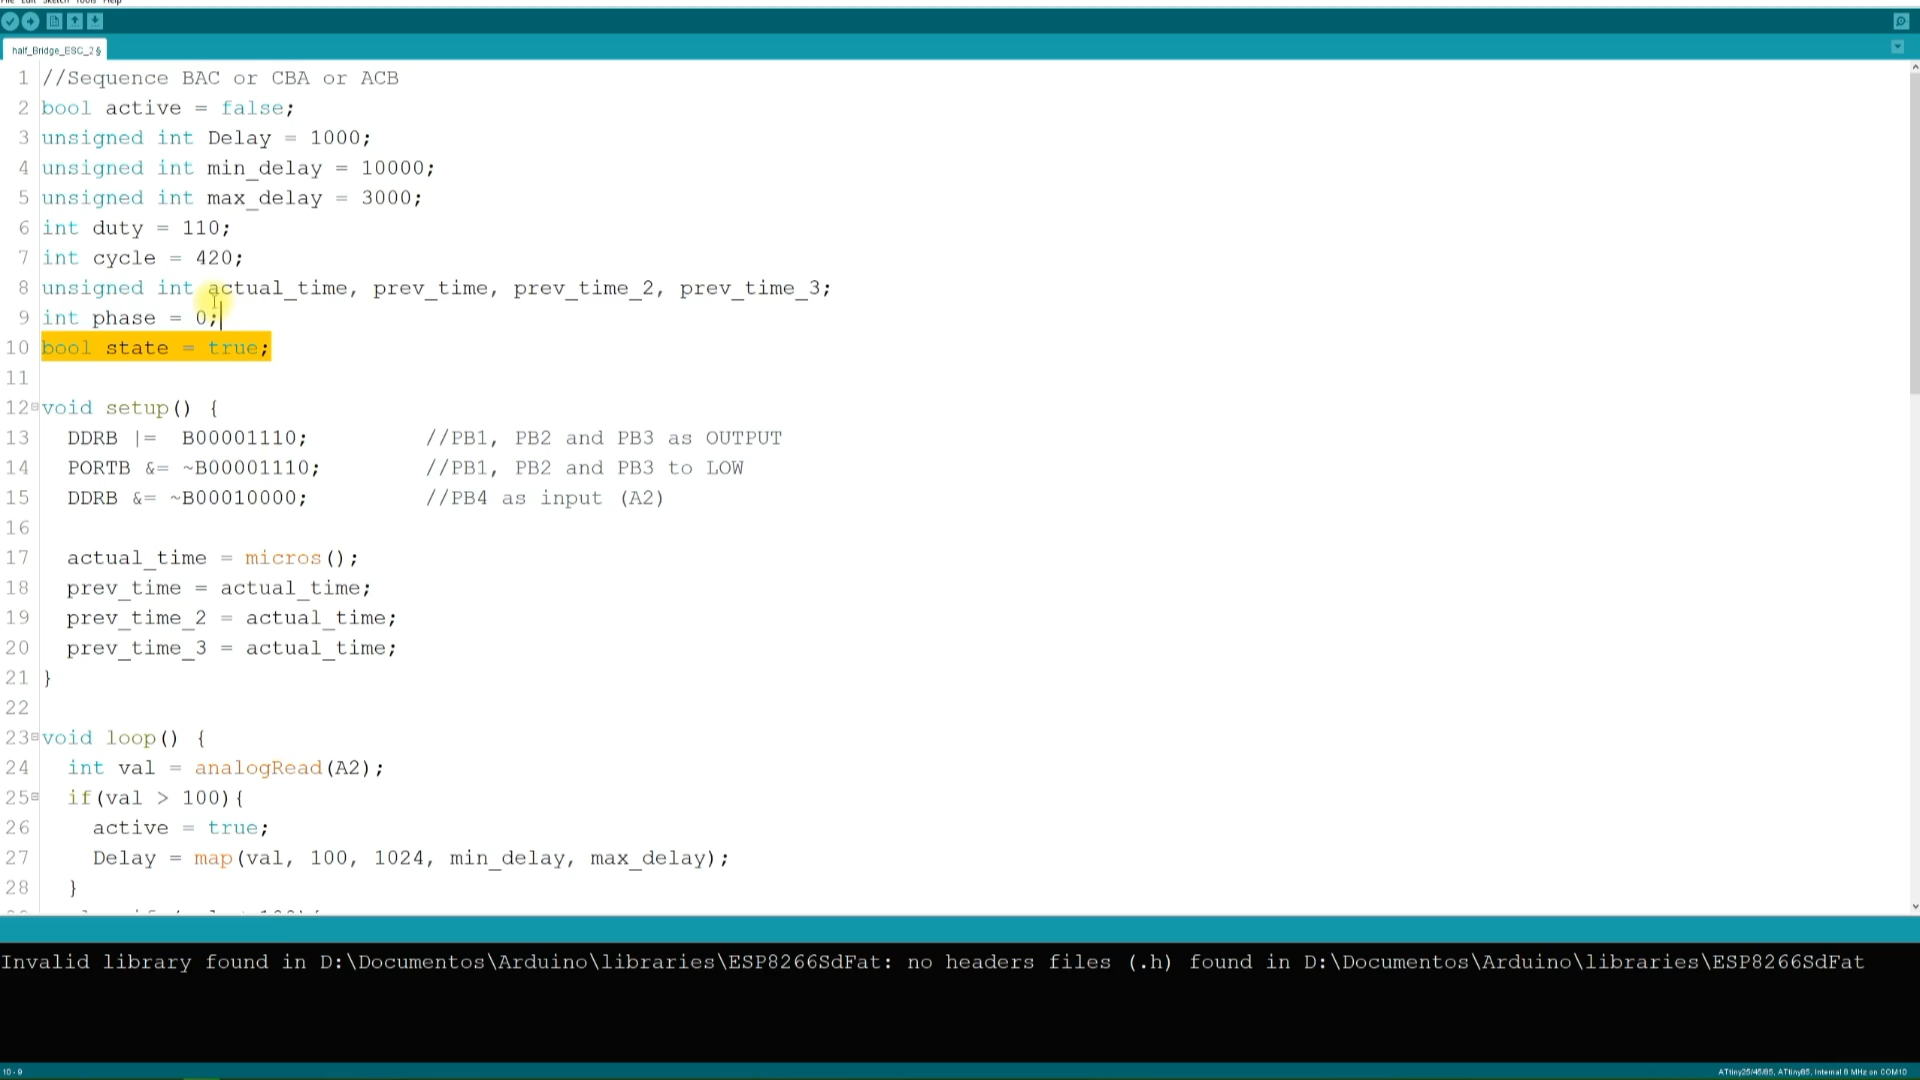 File Edit Sketch Tools Help
half_Bridge_ESC_2 §
1 //Sequence BAC or CBA or ACB
2 bool active = false;
3 unsigned int Delay = 1000;
4 unsigned int min_delay = 10000;
5 unsigned int max_delay = 3000;
6 int duty = 110;
7 int cycle = 420;
8 unsigned int actual_time, prev_time, prev_time_2, prev_time_3;
9 int phase = 0;
10 bool state = true;
11
12 void setup() {
13 DDRB |= B00001110; //PB1, PB2 and PB3 as OUTPUT
14 PORTB &= ~B00001110; //PB1, PB2 and PB3 to LOW
15 DDRB &= ~B00010000; //PB4 as input (A2)
16
17 actual_time = micros();
18 prev_time = actual_time;
19 prev_time_2 = actual_time;
20 prev_time_3 = actual_time;
21 }
22
23 void loop() {
24 int val = analogRead(A2);
25 if(val > 100){
26 active = true;
27 Delay = map(val, 100, 1024, min_delay, max_delay);
28 }
Invalid library found in D:\Documentos\Arduino\libraries\ESP8266SdFat: no headers files (.h) found in D:\Documentos\Arduino\libraries\ESP8266SdFat
10 - 9
ATtiny25/45/85, ATtiny85, Internal 8 MHz on COM10